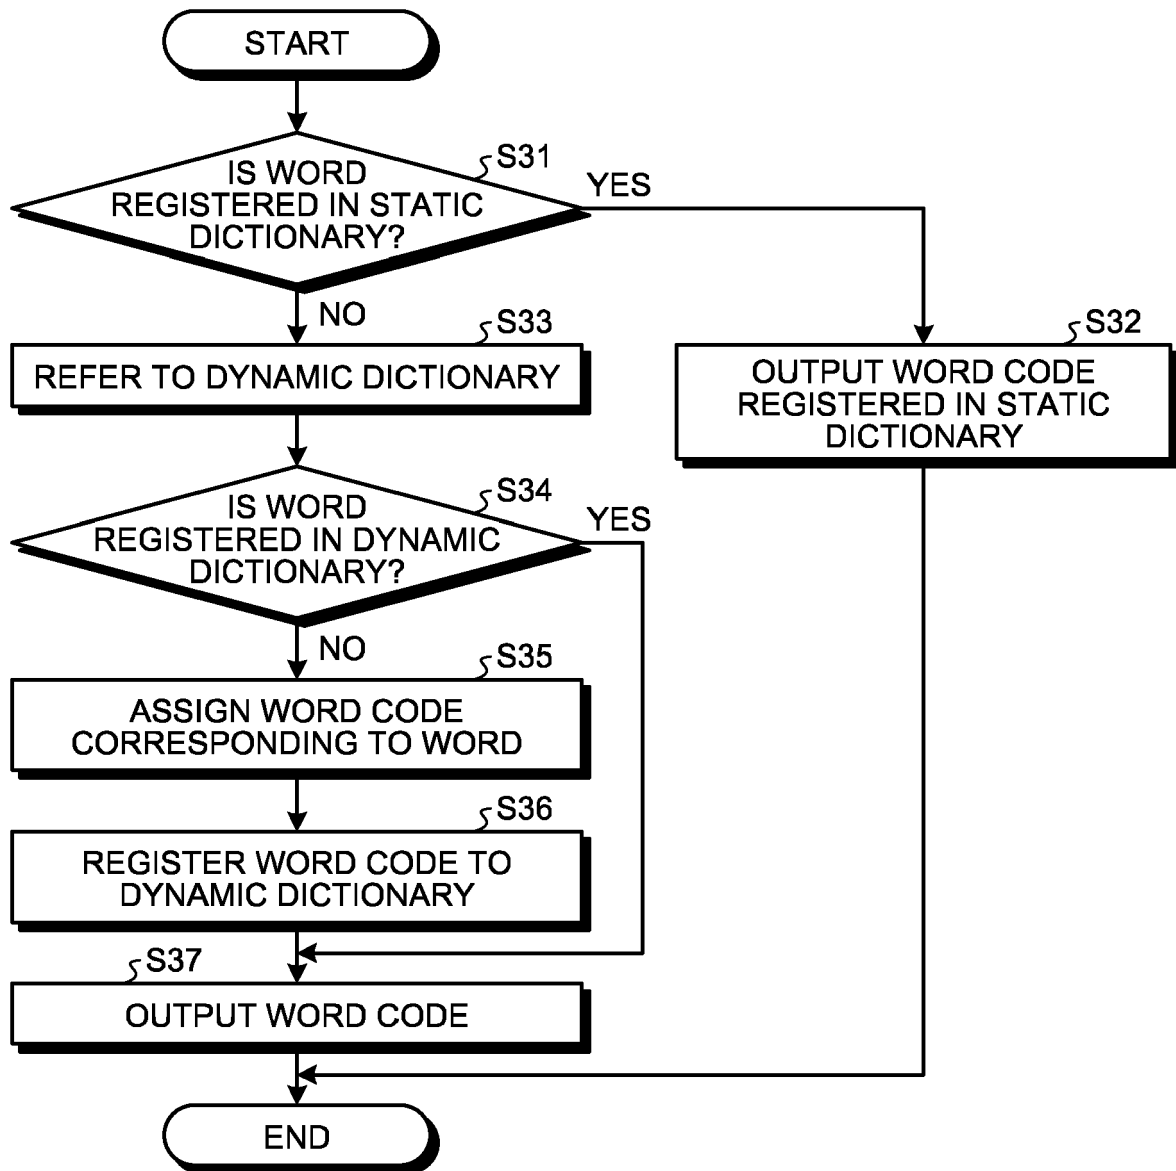 START
S31
IS WORD
REGISTERED IN STATIC
DICTIONARY?
YES
NO
S33
REFER TO DYNAMIC DICTIONARY
S32
OUTPUT WORD CODE
REGISTERED IN STATIC
DICTIONARY
S34
IS WORD
REGISTERED IN DYNAMIC
DICTIONARY?
YES
NO
S35
ASSIGN WORD CODE
CORRESPONDING TO WORD
S36
REGISTER WORD CODE TO
DYNAMIC DICTIONARY
S37
OUTPUT WORD CODE
END